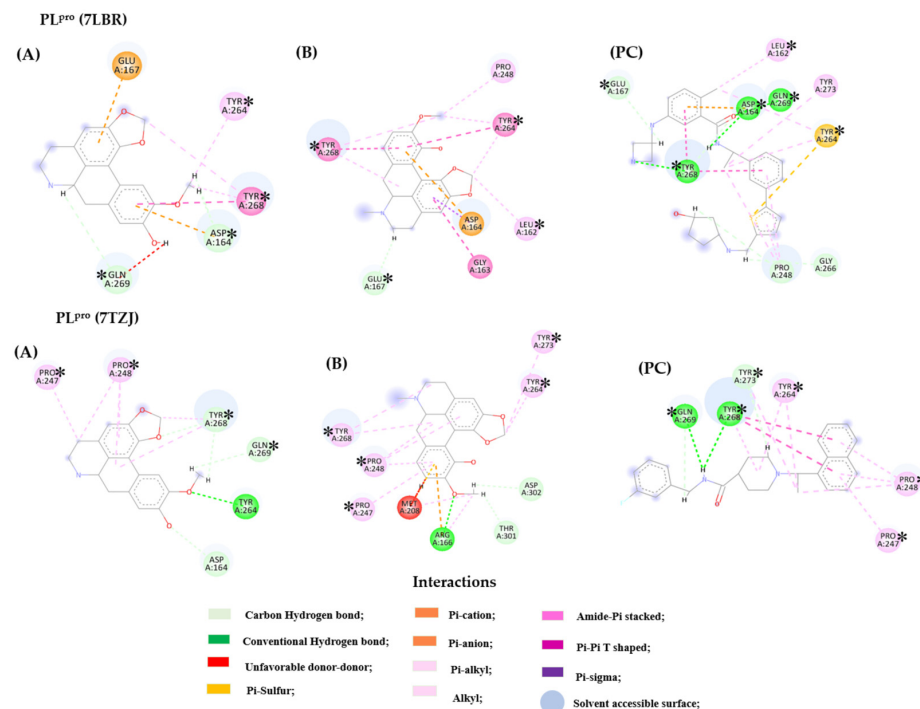 PLpro (7LBR)
(A)
GLU
A:167
TYR*
A:264
TYR*
A:268
ASP*
A:164
*GLN
A:269
H
O
O
N
H
O
H
H
O
H
(B)
PRO
A:248
TYR*
A:264
*TYR
A:268
ASP
A:164
LEU*
A:162
GLY
A:163
GLU*
A:167
H
(PC)
LEU*
A:162
*GLU
A:167
ASP*
A:164
GLN*
A:269
TYR
A:273
TYR*
A:264
*TYR
A:268
PRO
A:248
GLY
A:266
N
H
H
O
N
H
O
N
H
PLpro (7TZJ)
(A)
PRO*
A:247
PRO*
A:248
TYR*
A:268
GLN*
A:269
TYR
A:264
ASP
A:164
O
O
N
H
H
O
O
(B)
TYR*
A:273
TYR*
A:264
*TYR
A:268
*PRO
A:248
PRO*
A:247
MET
A:208
ARG
A:166
ASP
A:302
THR
A:301
N
O
O
O
H
O
H
H
(PC)
TYR*
A:273
TYR*
A:264
*GLN
A:269
TYR*
A:268
PRO*
A:248
PRO*
A:247
H
H
N
H
O
N
H
Interactions
Carbon Hydrogen bond;
Conventional Hydrogen bond;
Unfavorable donor-donor;
Pi-Sulfur;
Pi-cation;
Pi-anion;
Pi-alkyl;
Alkyl;
Amide-Pi stacked;
Pi-Pi T shaped;
Pi-sigma;
Solvent accessible surface;